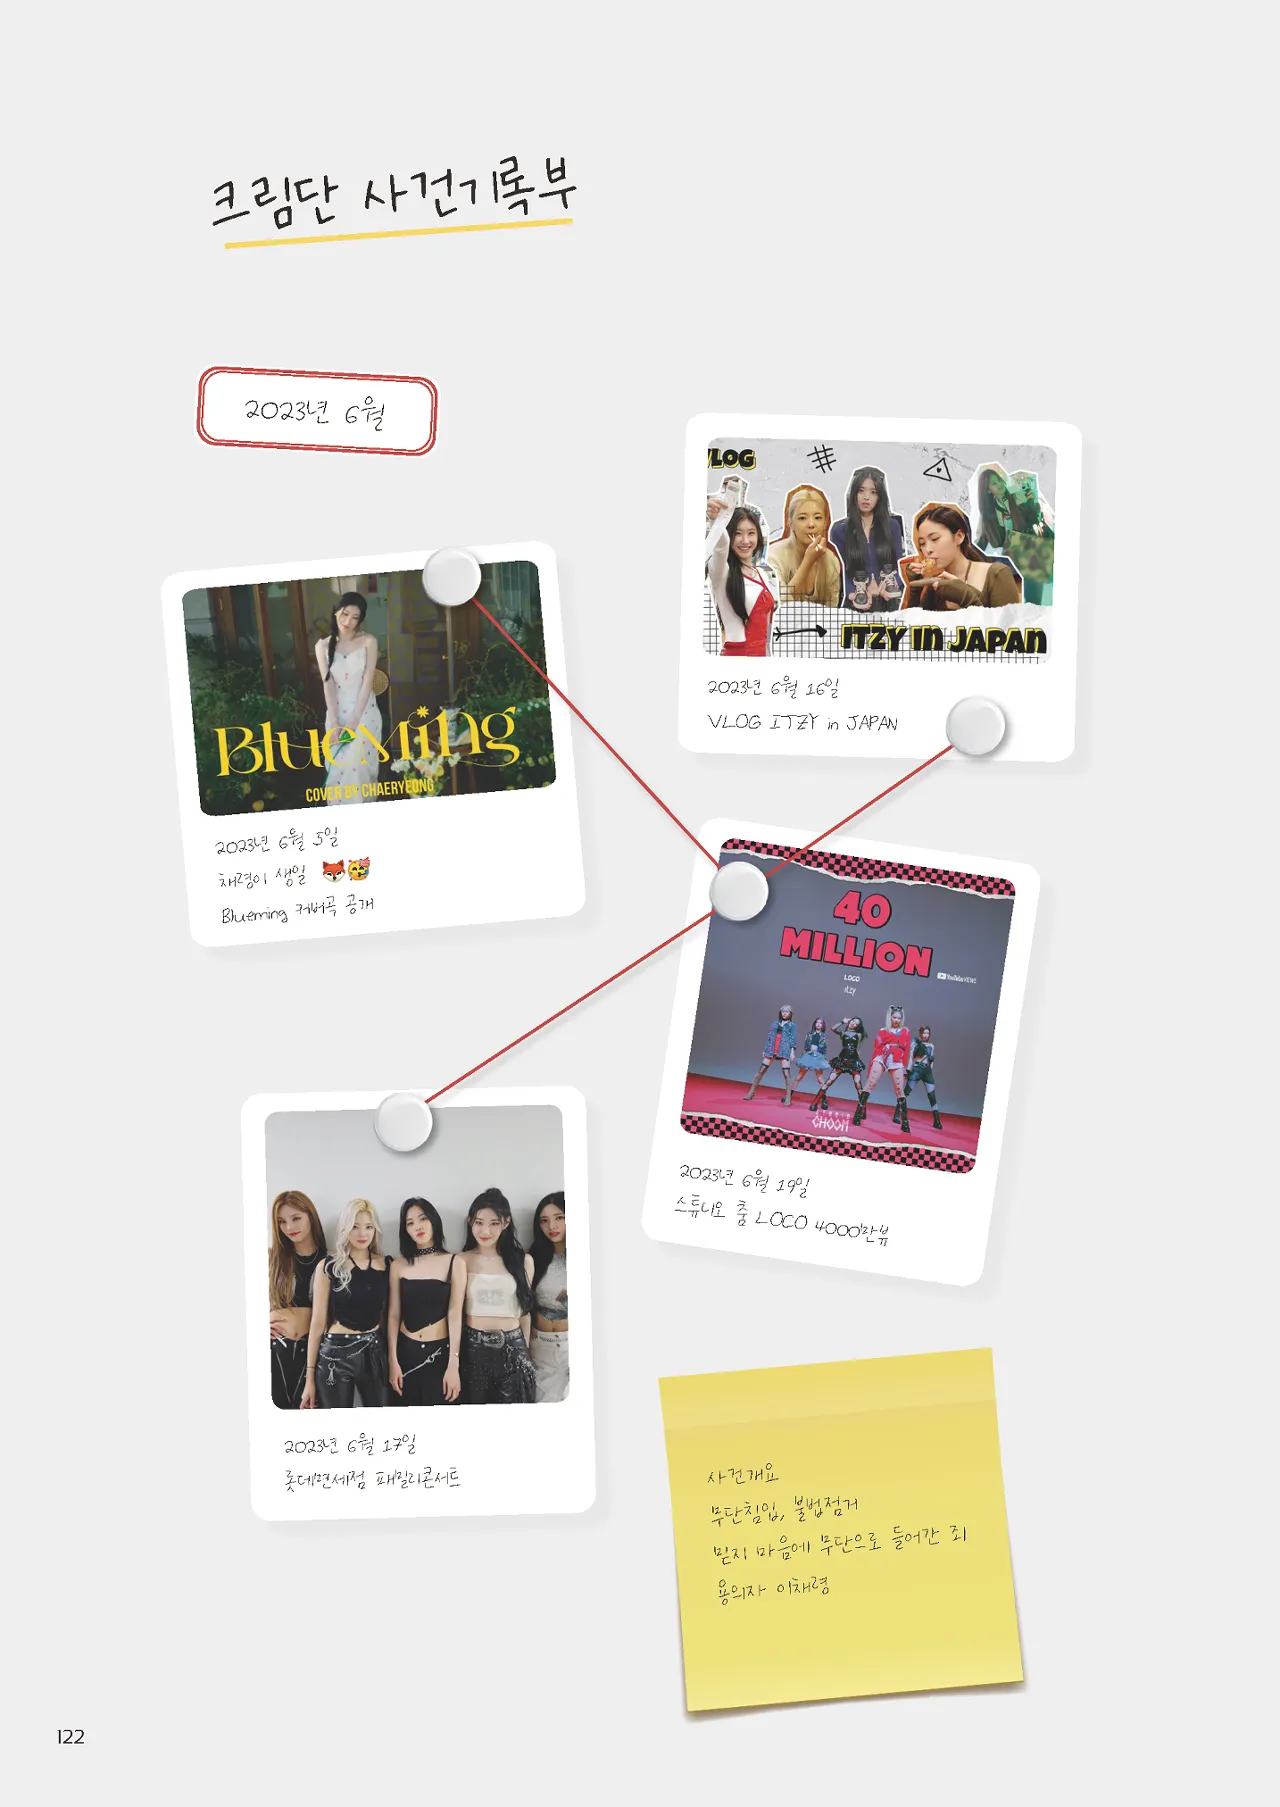 크림단 사건기록부
2023년 6월
Blueming
COVER BY CHAERYEONG
2023년 6월 5일
채령이 생일 🦊🥳
Blueming 커버곡 공개
VLOG
#
ITZY IN JAPAN
2023년 6월 16일
VLOG ITZY in JAPAN
40
MILLION
LOCO
YouTube VIEWS
ITZY
STUDIO
CHOOM
2023년 6월 19일
스튜디오 춤 LOCO 4000만뷰
2023년 6월 17일
롯데면세점 패밀리콘서트
사건개요
무단침입, 불법점거
믿지 마음에 무단으로 들어간 죄
용의자 이채령
122